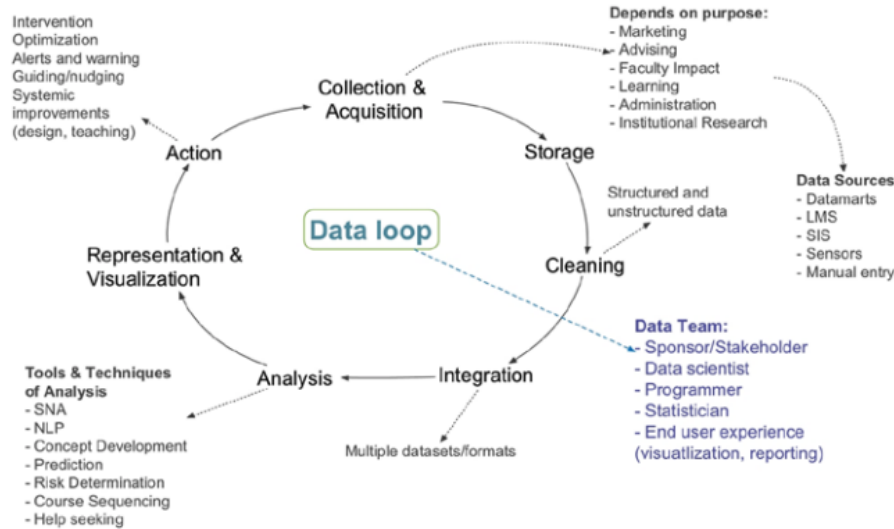 Intervention
Optimization
Alerts and warning
Guiding/nudging
Systemic
improvements
(design, teaching)
Collection &
Acquisition
Depends on purpose:
- Marketing
- Advising
- Faculty Impact
- Learning
- Administration
- Institutional Research
Action
Storage
Data Sources
- Datamarts
- LMS
- SIS
- Sensors
- Manual entry
Structured and
unstructured data
Data loop
Representation &
Visualization
Cleaning
Data Team:
- Sponsor/Stakeholder
- Data scientist
- Programmer
- Statistician
- End user experience
(visuatlization, reporting)
Tools & Techniques
of Analysis
- SNA
- NLP
- Concept Development
- Prediction
- Risk Determination
- Course Sequencing
- Help seeking
Analysis
Integration
Multiple datasets/formats